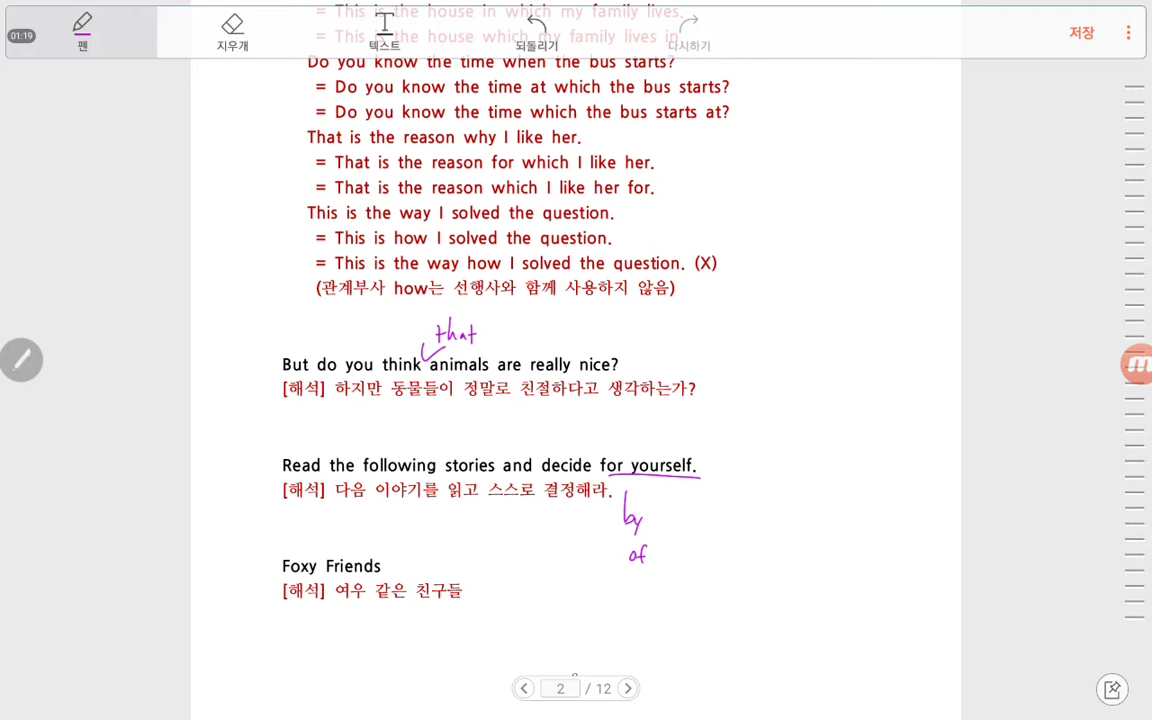 = This is the house in which my family lives.
= This is the house which my family lives in.
01:19
펜
지우개
텍스트
되돌리기
다시하기
저장
Do you know the time when the bus starts?
= Do you know the time at which the bus starts?
= Do you know the time which the bus starts at?
That is the reason why I like her.
= That is the reason for which I like her.
= That is the reason which I like her for.
This is the way I solved the question.
= This is how I solved the question.
= This is the way how I solved the question. (X)
(관계부사 how는 선행사와 함께 사용하지 않음)
that
But do you think animals are really nice?
[해석] 하지만 동물들이 정말로 친절하다고 생각하는가?
Read the following stories and decide for yourself.
[해석] 다음 이야기를 읽고 스스로 결정해라.
by
of
Foxy Friends
[해석] 여우 같은 친구들
2 / 12